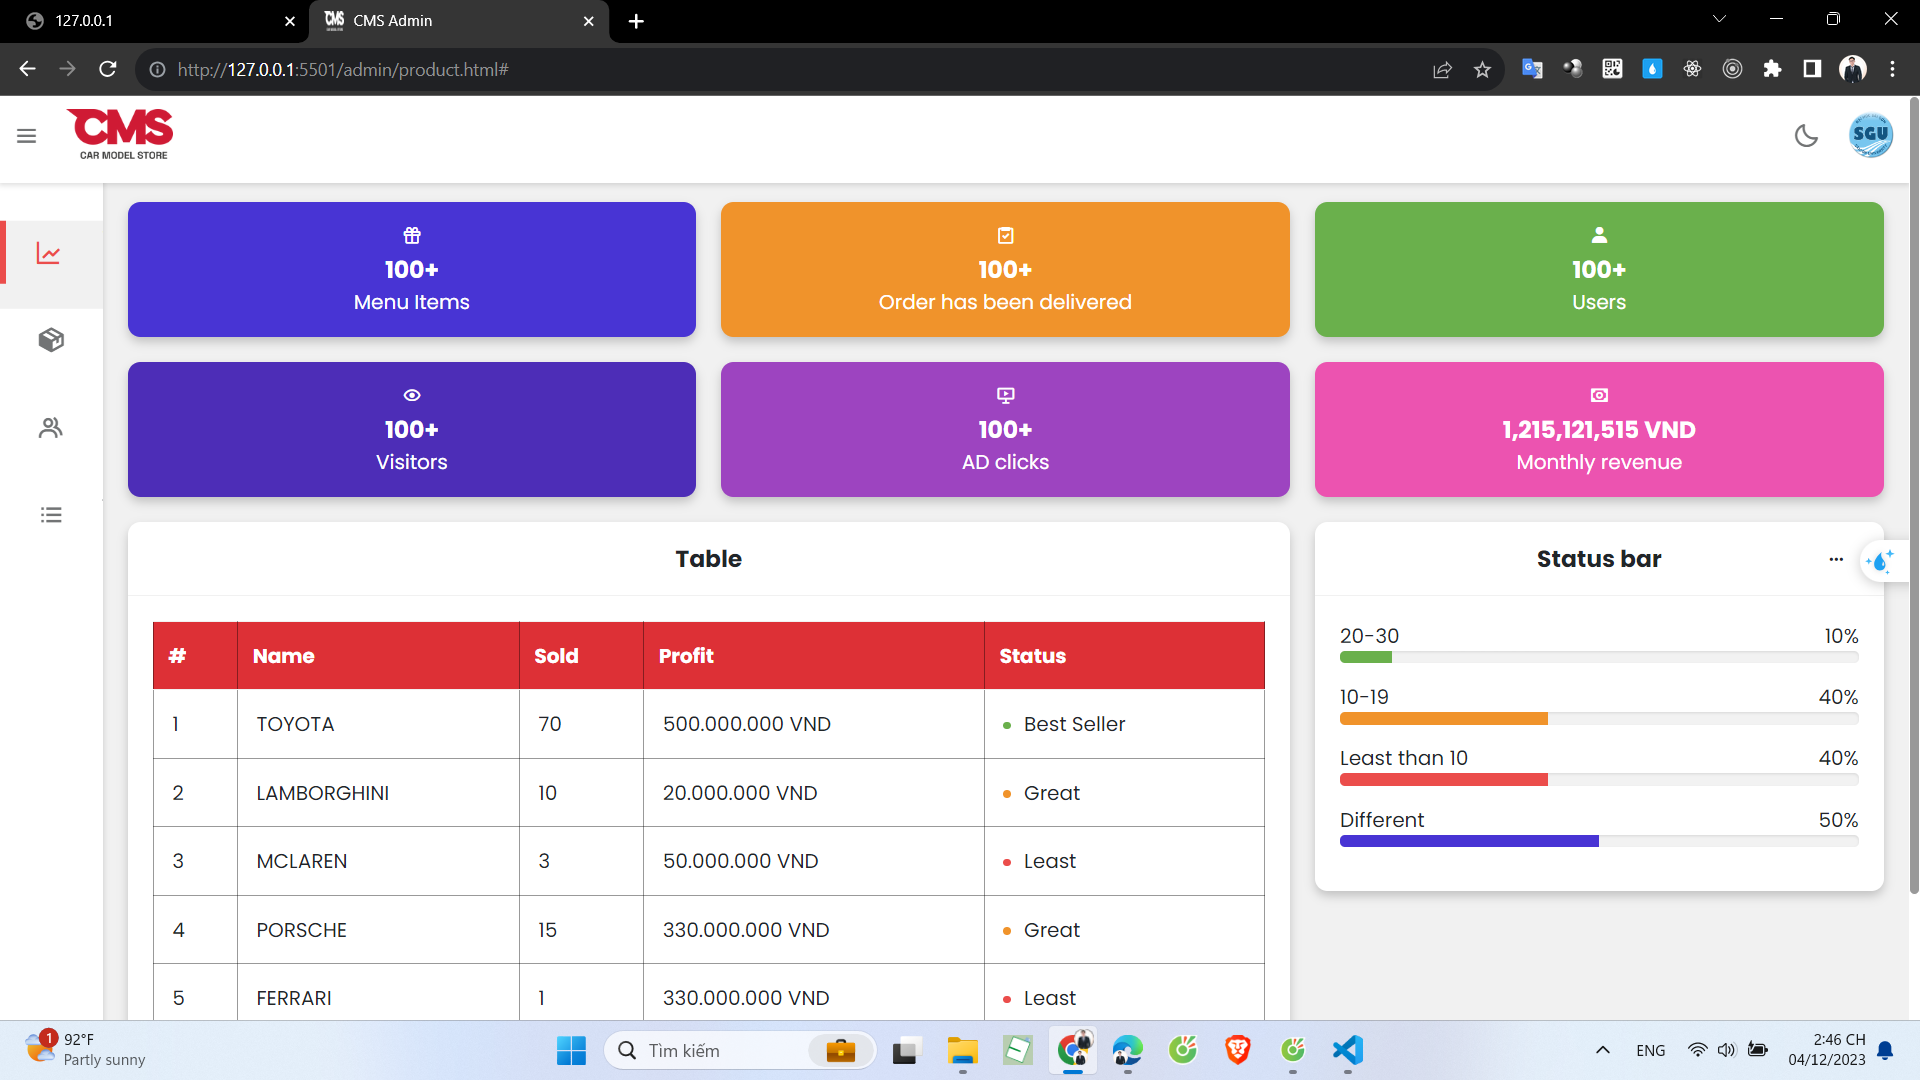 127.0.0.1
CMS Admin
http://127.0.0.1:5501/admin/product.html#
CMS
CAR MODEL STORE
SGU
100+
Menu Items
100+
Order has been delivered
100+
Users
100+
Visitors
100+
AD clicks
1,215,121,515 VND
Monthly revenue
Table
# Name Sold Profit Status
1 TOYOTA 70 500.000.000 VND Best Seller
2 LAMBORGHINI 10 20.000.000 VND Great
3 MCLAREN 3 50.000.000 VND Least
4 PORSCHE 15 330.000.000 VND Great
5 FERRARI 1 330.000.000 VND Least
Status bar
20-30 10%
10-19 40%
Least than 10 40%
Different 50%
1
92°F
Partly sunny
Tìm kiếm
ENG
2:46 CH
04/12/2023